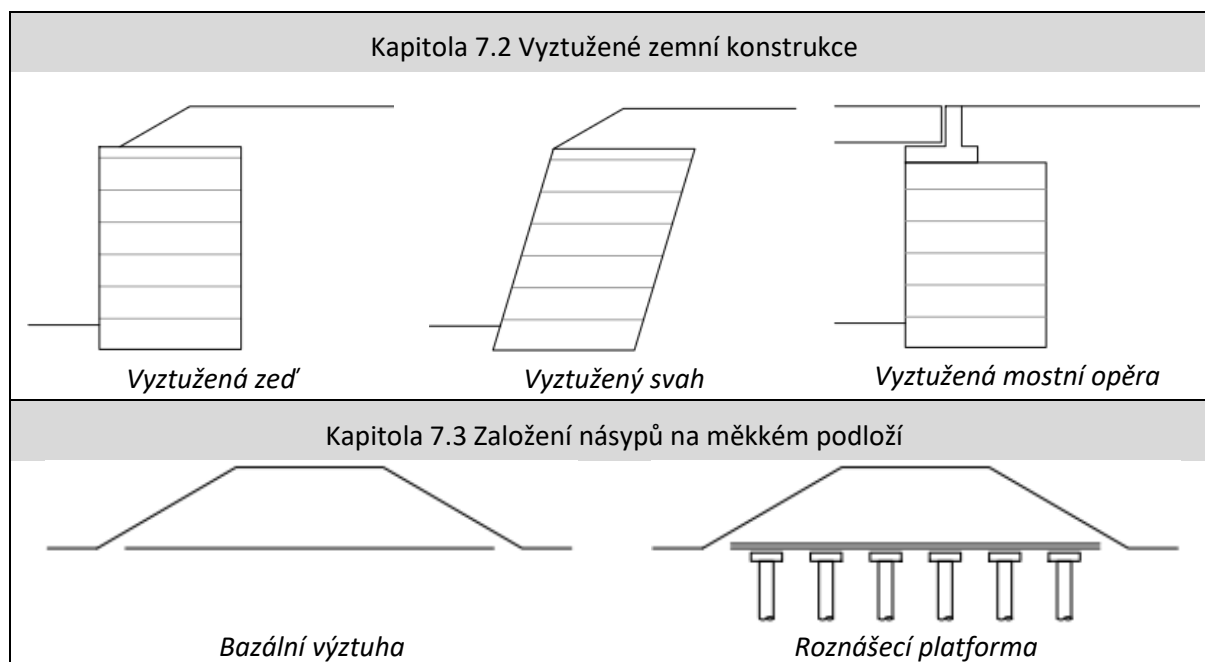 Kapitola 7.2 Vyztužené zemní konstrukce
Vyztužená zeď
Vyztužený svah
Vyztužená mostní opěra
Kapitola 7.3 Založení násypů na měkkém podloží
Bazální výztuha
Roznášecí platforma